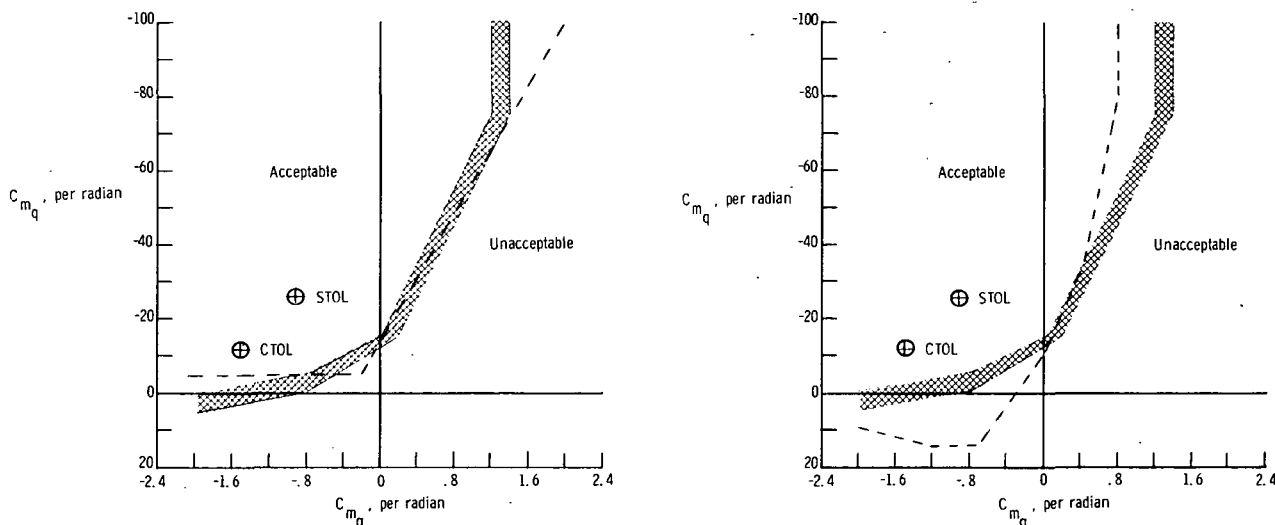 -100
-80
-60
-40
-20
0
20
C_mq, per radian
Acceptable
Unacceptable
STOL
CTOL
-2.4 -1.6 -.8 0 .8 1.6 2.4
C_mq, per radian
-100
-80
-60
-40
-20
0
20
C_mq, per radian
Acceptable
Unacceptable
STOL
CTOL
-2.4 -1.6 -.8 0 .8 1.6 2.4
C_mα, per radian